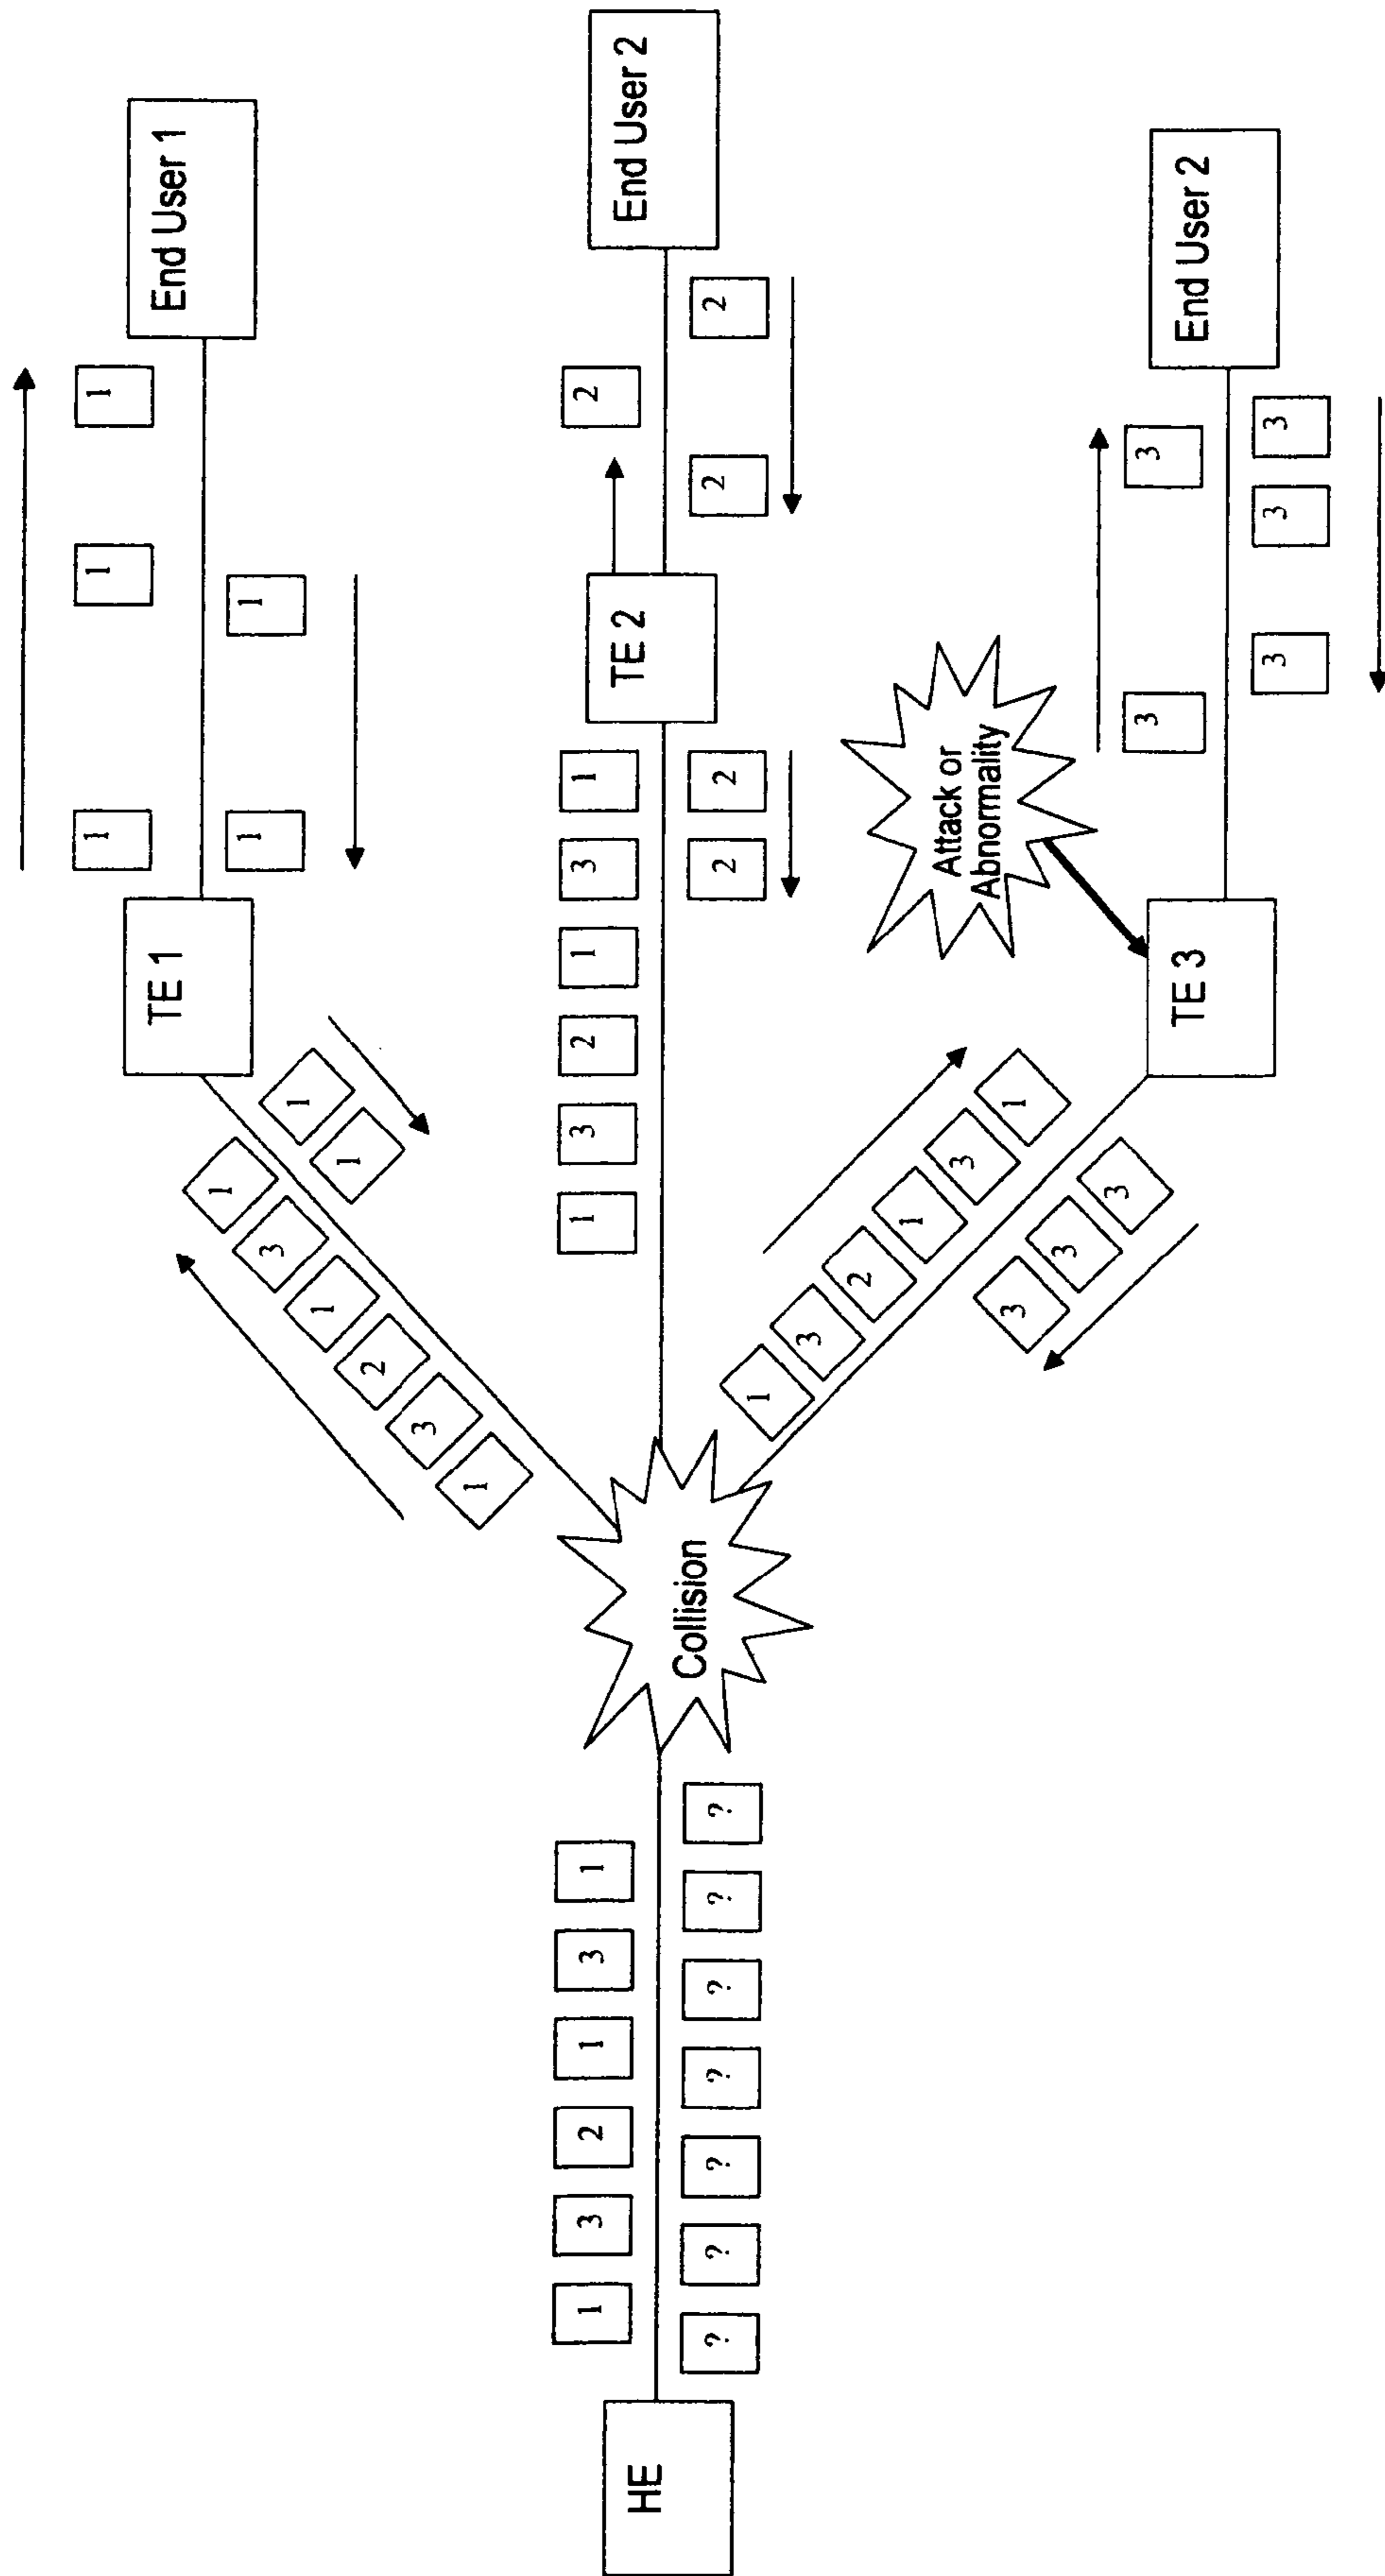 1 1 1
TE 1
End User 1
1 1
1 3 2 1 3 1
1 1
1 3 2 1 3 1
1 3 2 1 3 1
2
HE
Collision
TE 2
End User 2
? ? ? ? ? ? ?
2 2
2 2
Attack or
Abnormality
1 3 2 1 3 1
3 3
TE 3
End User 2
3 3 3
3 3 3